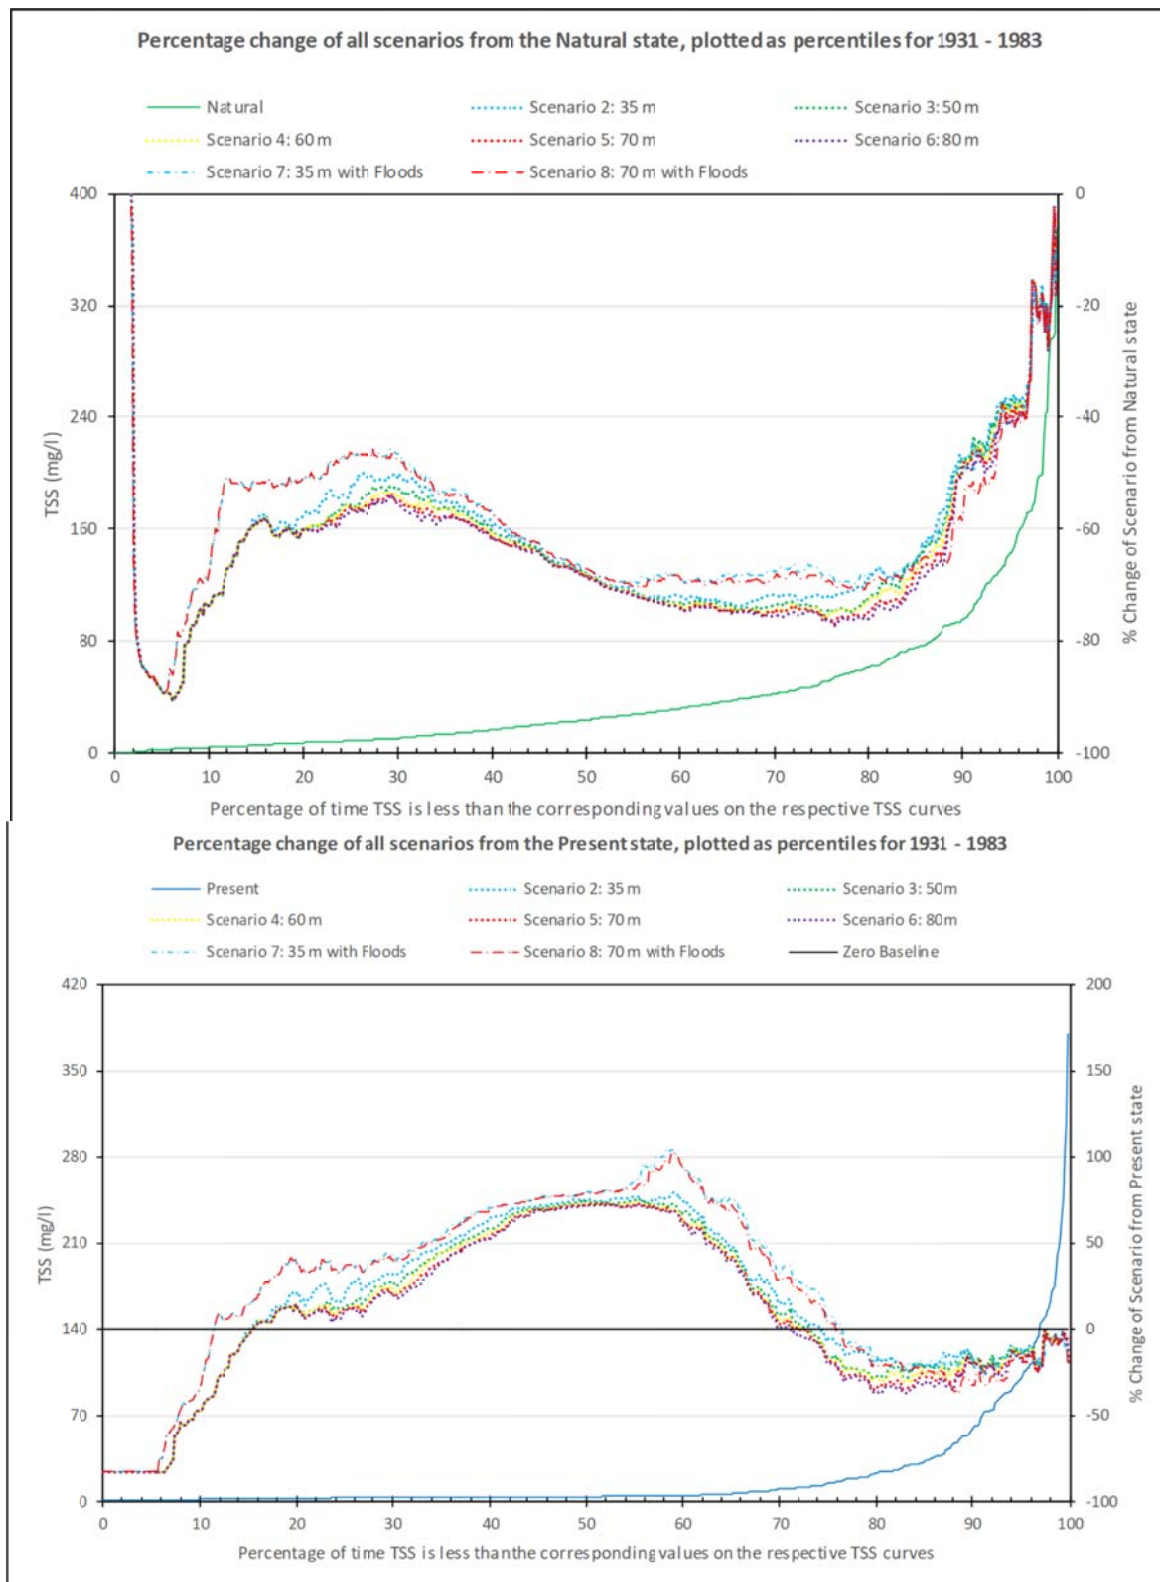 Percentage change of all scenarios from the Natural state, plotted as percentiles for 1931 - 1983
Natural Scenario 2: 35 m Scenario 3:50 m
Scenario 4: 60 m Scenario 5: 70 m Scenario 6:80 m
Scenario 7: 35 m with Floods Scenario 8: 70 m with Floods
400 0
320 -20
240 -40
150 -60
80 -80
0 -100
TSS (mg/l)
% Change of Scenario from Natural state
0 10 20 30 40 50 60 70 80 90 100
Percentage of time TSS is less than the corresponding values on the respective TSS curves
Percentage change of all scenarios from the Present state, plotted as percentiles for 1931 - 1983
Present Scenario 2: 35 m Scenario 3: 50 m
Scenario 4: 60 m Scenario 5: 70 m Scenario 6: 80 m
Scenario 7: 35 m with Floods Scenario 8: 70 m with Floods Zero Baseline
420 200
350 150
280 100
210 50
140 0
70 -50
0 -100
TSS (mg/l)
% Change of Scenario from Present state
0 10 20 30 40 50 60 70 80 90 100
Percentage of time TSS is less than the corresponding values on the respective TSS curves